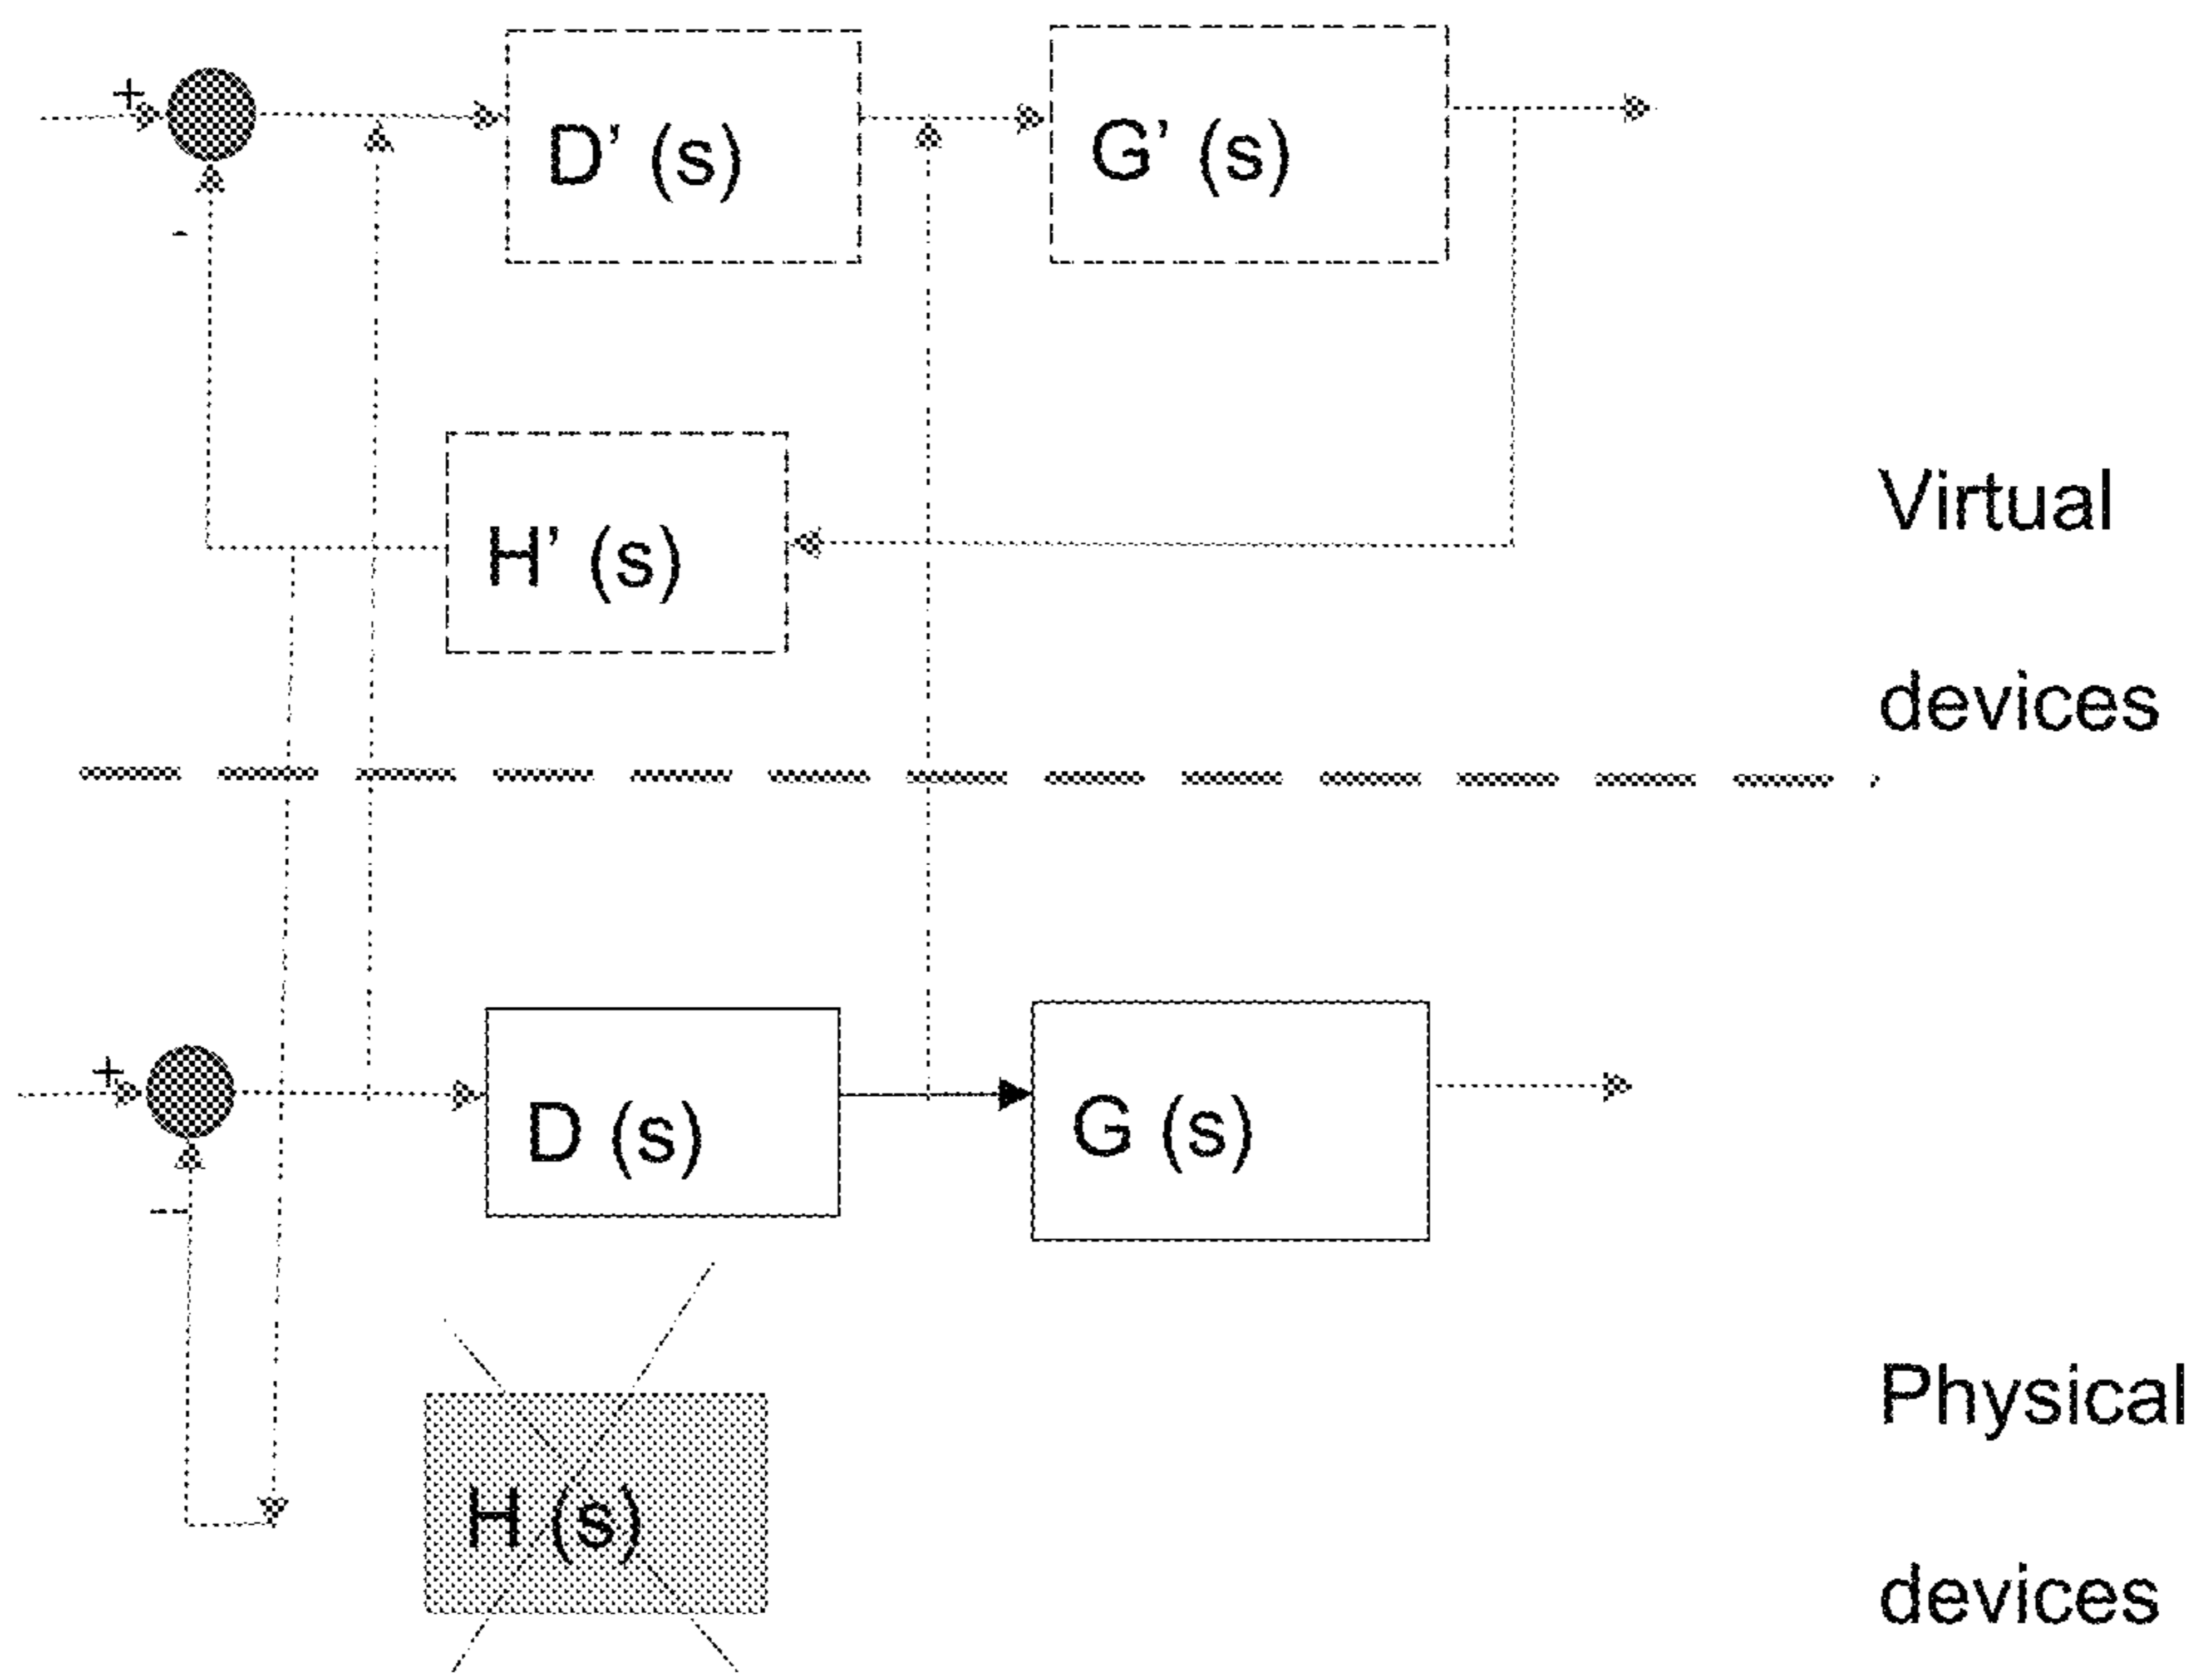 +
D' (s)
G' (s)
-
H' (s)
Virtual
devices
+
D (s)
G (s)
--
H (s)
Physical
devices